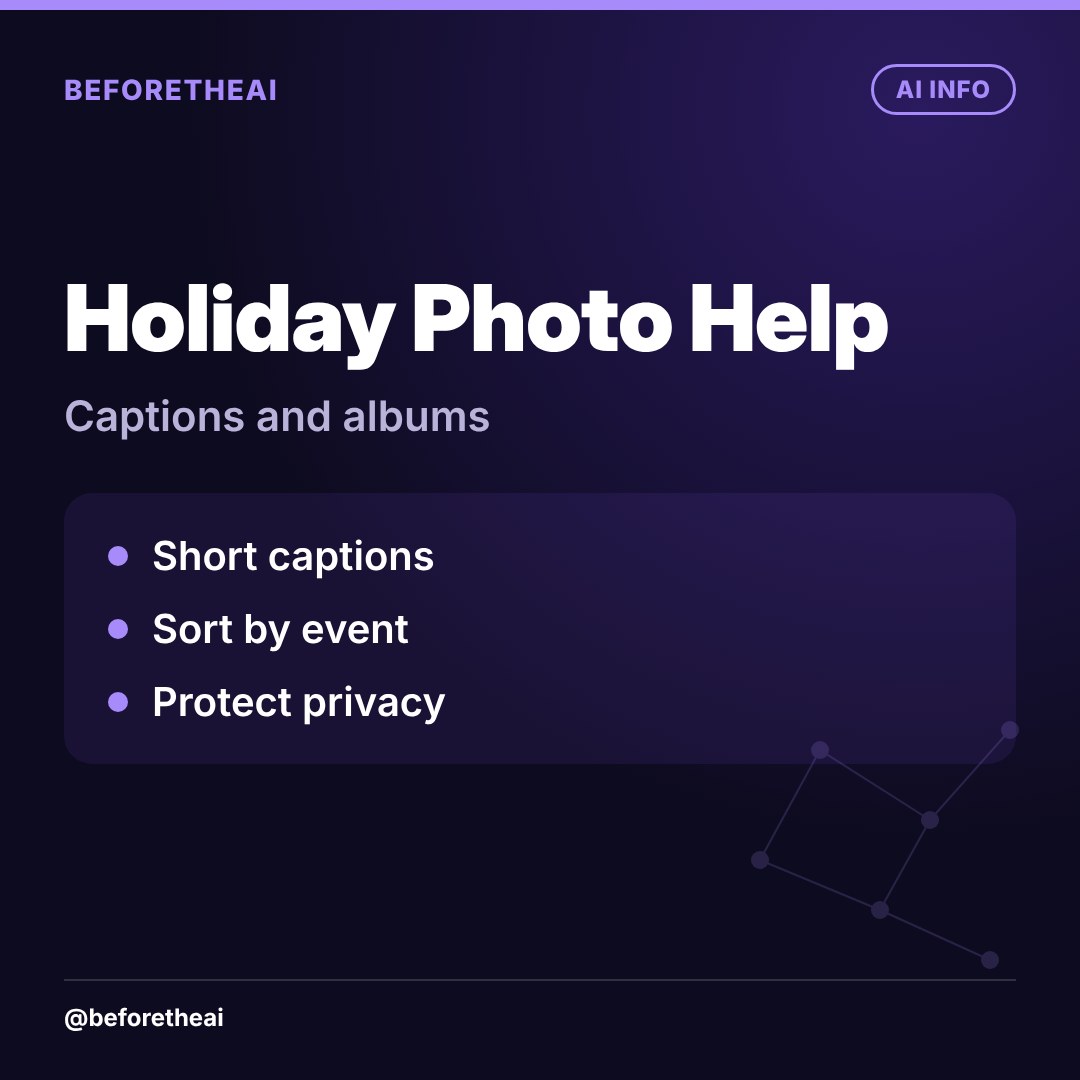 BEFORETHEAI
AI INFO
Holiday Photo Help
Captions and albums
Short captions
Sort by event
Protect privacy
@beforetheai